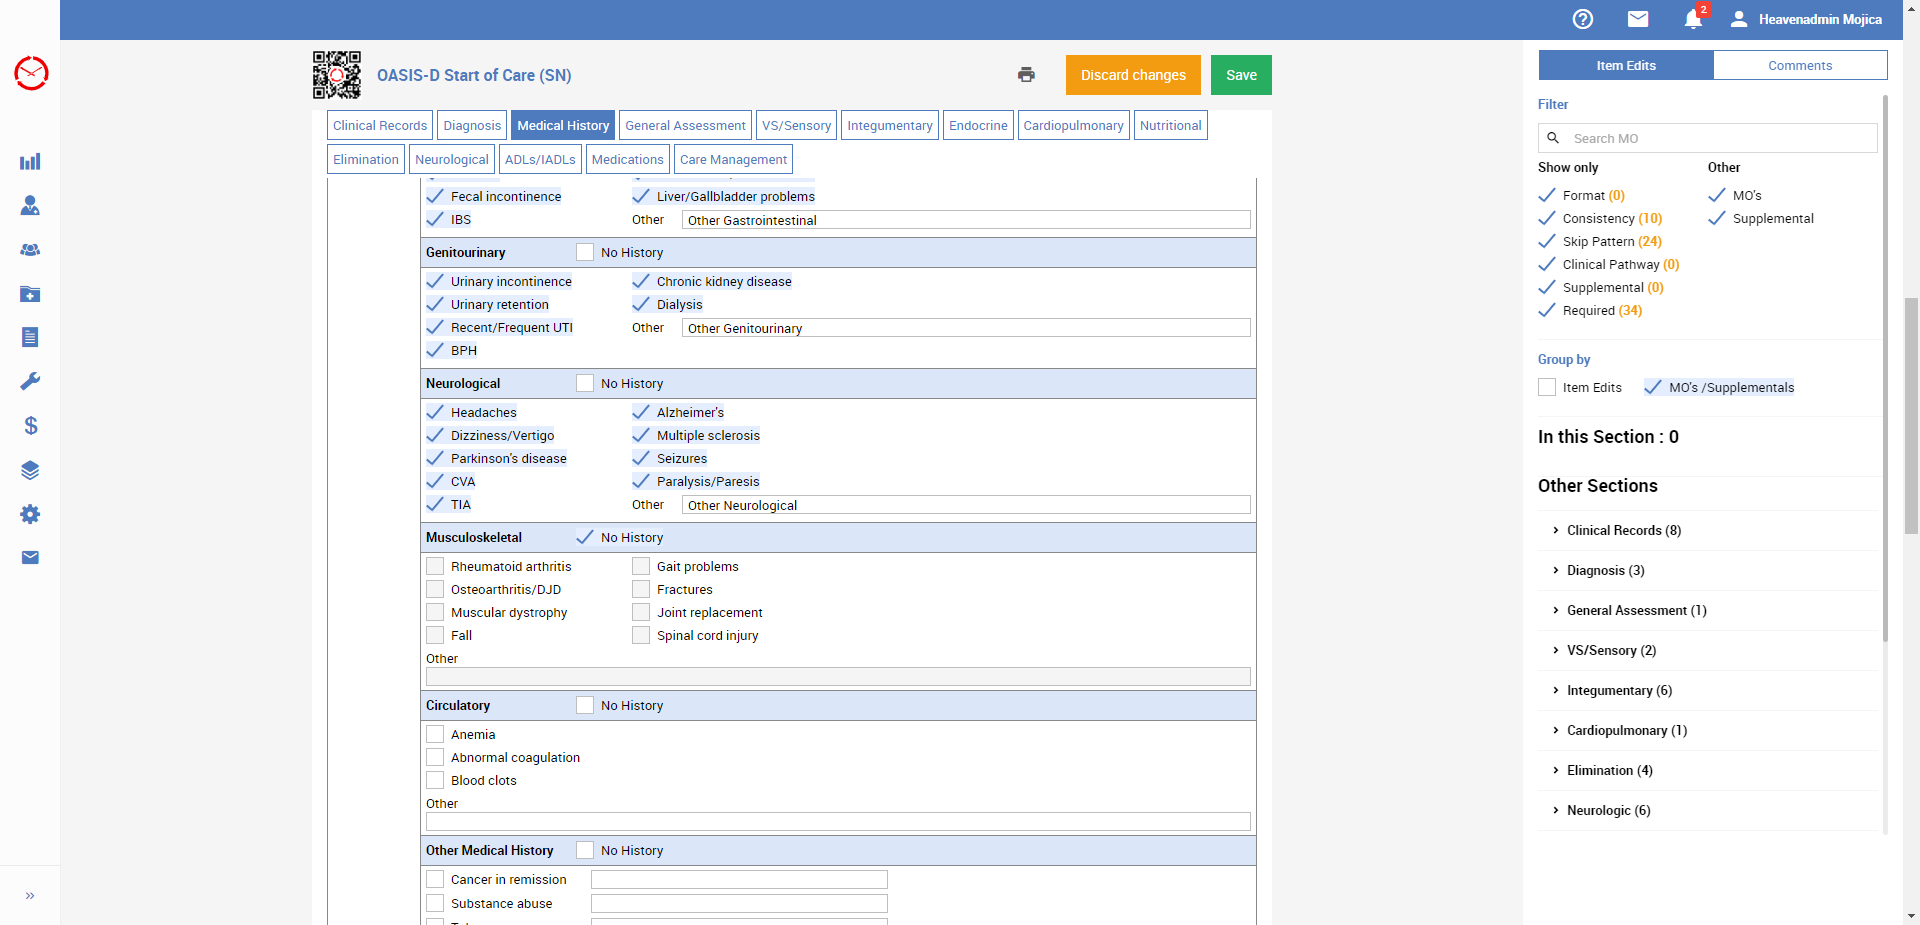 2
Heavenadmin Mojica
OASIS-D Start of Care (SN)
Discard changes
Save
Clinical Records
Diagnosis
Medical History
General Assessment
VS/Sensory
Integumentary
Endocrine
Cardiopulmonary
Nutritional
Elimination
Neurological
ADLs/IADLs
Medications
Care Management
Fecal incontinence
Liver/Gallbladder problems
IBS
Other
Other Gastrointestinal
Genitourinary
No History
Urinary incontinence
Chronic kidney disease
Urinary retention
Dialysis
Recent/Frequent UTI
Other
Other Genitourinary
BPH
Neurological
No History
Headaches
Alzheimer's
Dizziness/Vertigo
Multiple sclerosis
Parkinson's disease
Seizures
CVA
Paralysis/Paresis
TIA
Other
Other Neurological
Musculoskeletal
No History
Rheumatoid arthritis
Gait problems
Osteoarthritis/DJD
Fractures
Muscular dystrophy
Joint replacement
Fall
Spinal cord injury
Other
Circulatory
No History
Anemia
Abnormal coagulation
Blood clots
Other
Other Medical History
No History
Cancer in remission
Substance abuse
Item Edits
Comments
Filter
Search MO
Show only
Other
Format (0)
MO's
Consistency (10)
Supplemental
Skip Pattern (24)
Clinical Pathway (0)
Supplemental (0)
Required (34)
Group by
Item Edits
MO's /Supplementals
In this Section : 0
Other Sections
Clinical Records (8)
Diagnosis (3)
General Assessment (1)
VS/Sensory (2)
Integumentary (6)
Cardiopulmonary (1)
Elimination (4)
Neurologic (6)